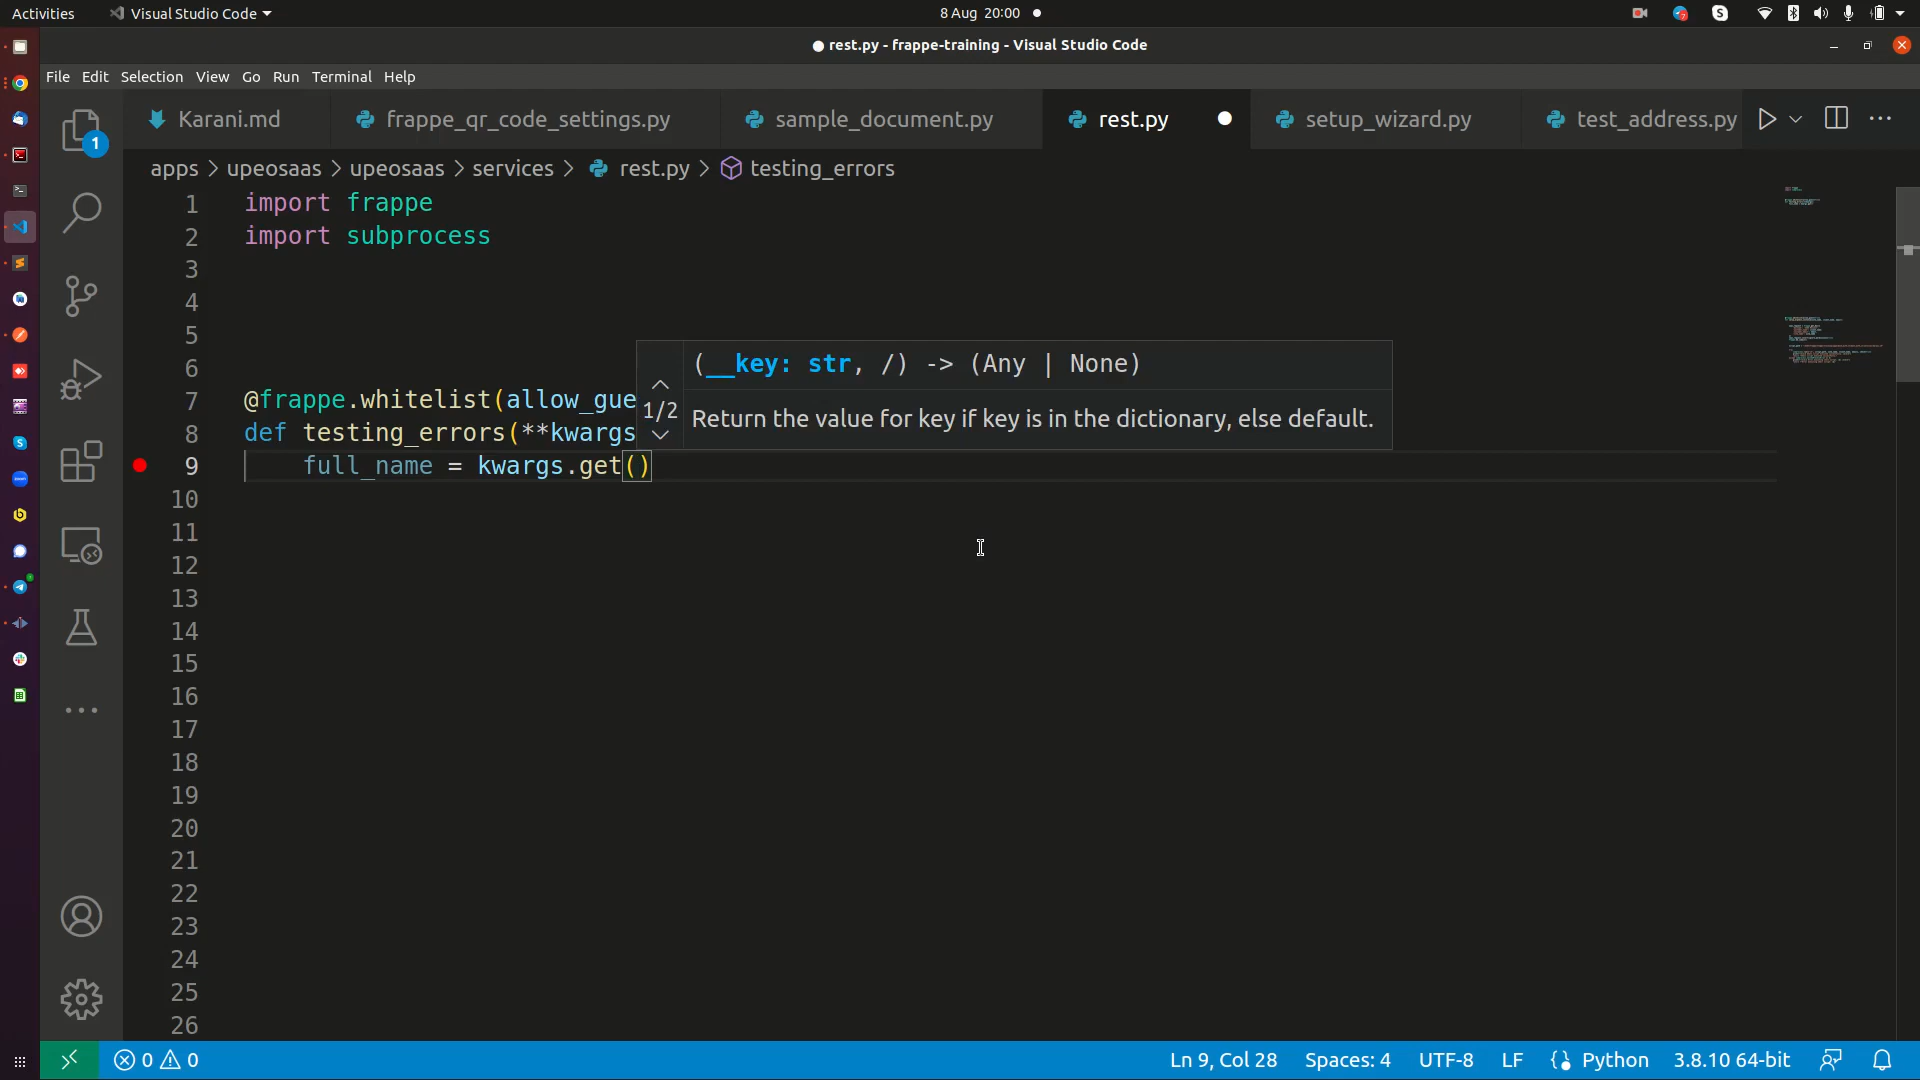 Activities
Visual Studio Code
8 Aug 20:00
rest.py - frappe-training - Visual Studio Code
File Edit Selection View Go Run Terminal Help
Karani.md
frappe_qr_code_settings.py
sample_document.py
rest.py
setup_wizard.py
test_address.py
apps > upeosaas > upeosaas > services > rest.py > testing_errors
1 import frappe
2 import subprocess
3
4
5
6
(__key: str, /) -> (Any | None)
1/2
Return the value for key if key is in the dictionary, else default.
7 @frappe.whitelist(allow_gue
8 def testing_errors(**kwargs
9 full_name = kwargs.get()
10
11
12
13
14
15
16
17
18
19
20
21
22
23
24
25
26
1
0 0
Ln 9, Col 28
Spaces: 4
UTF-8
LF
Python
3.8.10 64-bit